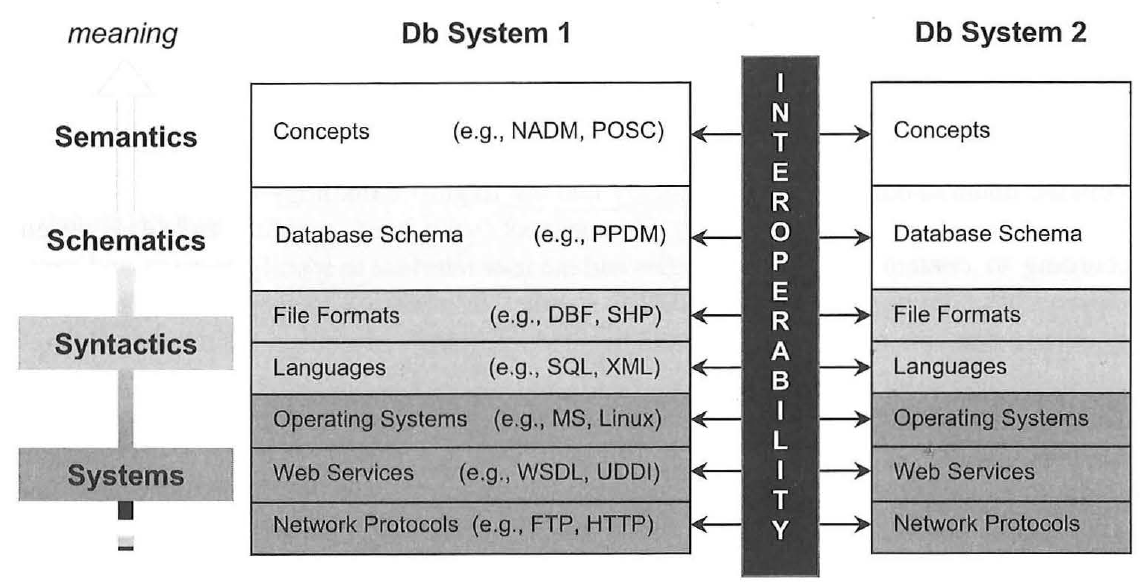 meaning
Db System 1
Db System 2
Semantics
Concepts (e.g., NADM, POSC)
Concepts
Schematics
Database Schema (e.g., PPDM)
Database Schema
Syntactics
File Formats (e.g., DBF, SHP)
File Formats
Languages (e.g., SQL, XML)
Languages
Systems
Operating Systems (e.g., MS, Linux)
Operating Systems
Web Services (e.g., WSDL, UDDI)
Web Services
Network Protocols (e.g., FTP, HTTP)
Network Protocols
INTEROPERABILITY